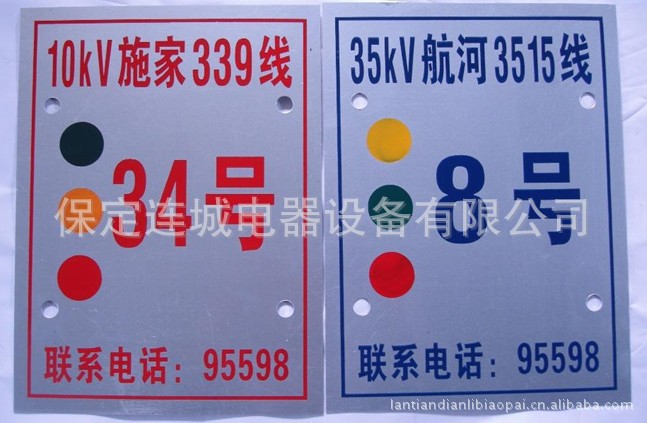 10kV施家339线
34号
联系电话：95598
35kV航河3515线
8号
联系电话：95598
保定连城电器设备有限公司
lantiandianlibiaopai.cn.alibaba.com